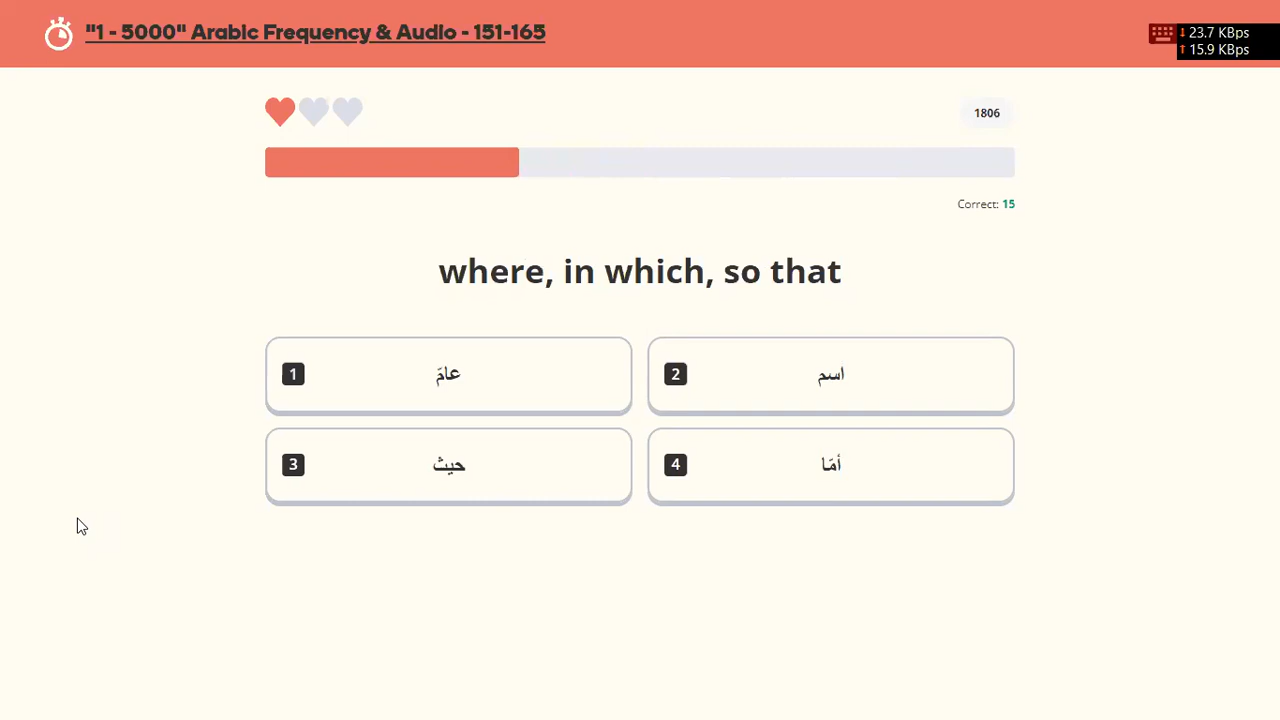 "1 - 5000" Arabic Frequency & Audio - 151-165
23.7 KBps
15.9 KBps
1806
Correct: 15
where, in which, so that
1 عامّ
2 اسم
3 حيث
4 أمّا